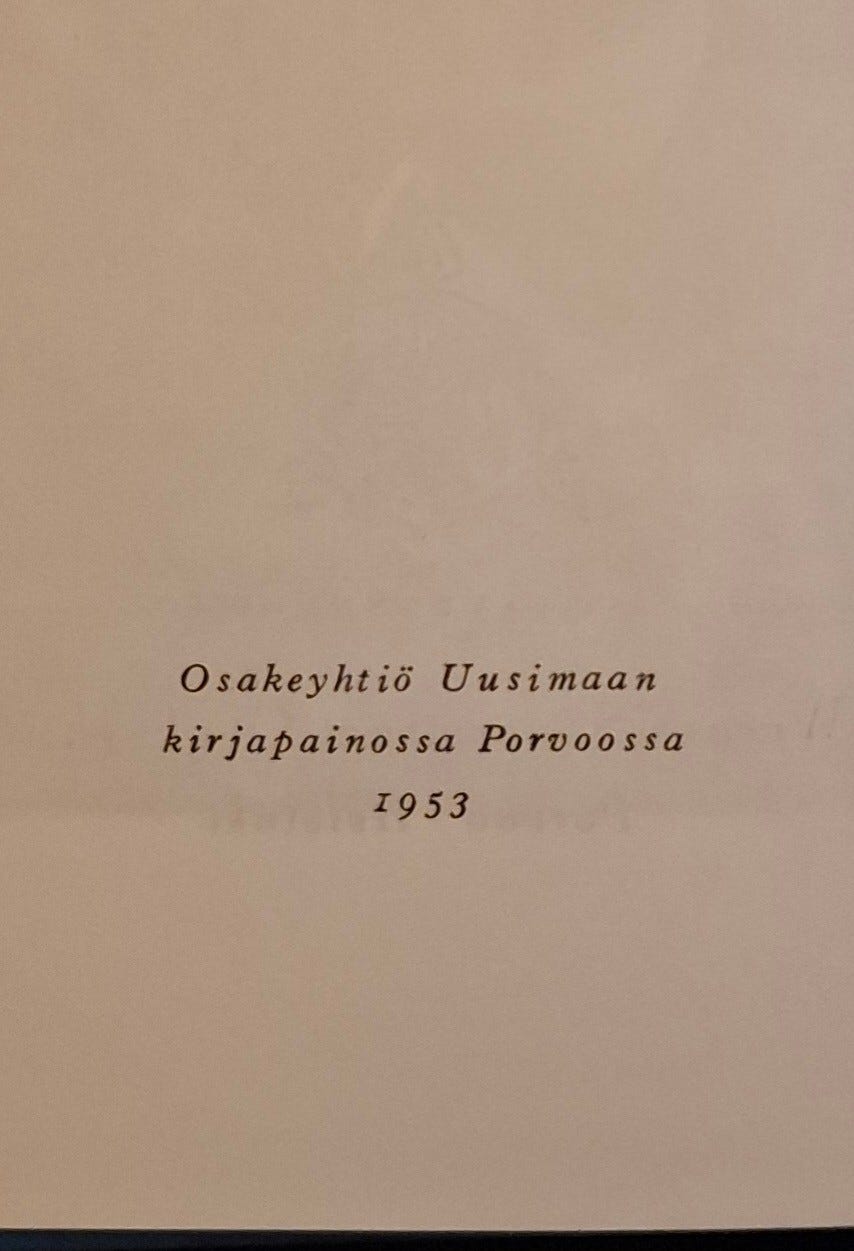 Osakeyhtiö Uusimaan
kirjapainossa Porvoossa
1953